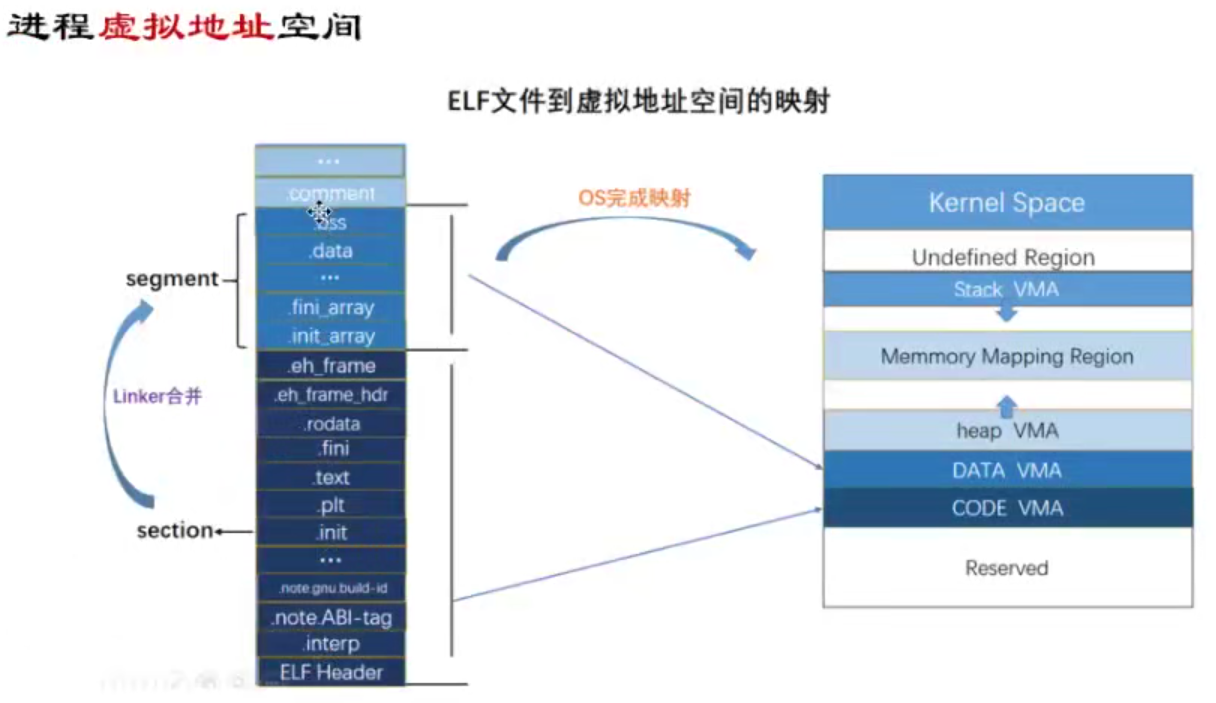 进程虚拟地址空间
ELF文件到虚拟地址空间的映射
...
.comment
.bss
.data
...
.fini_array
.init_array
.eh_frame
.eh_frame_hdr
.rodata
.fini
.text
.plt
.init
...
.note.gnu.build-id
.note.ABI-tag
.interp
ELF Header
segment
Linker合并
section
OS完成映射
Kernel Space
Undefined Region
Stack VMA
Memmory Mapping Region
heap VMA
DATA VMA
CODE VMA
Reserved